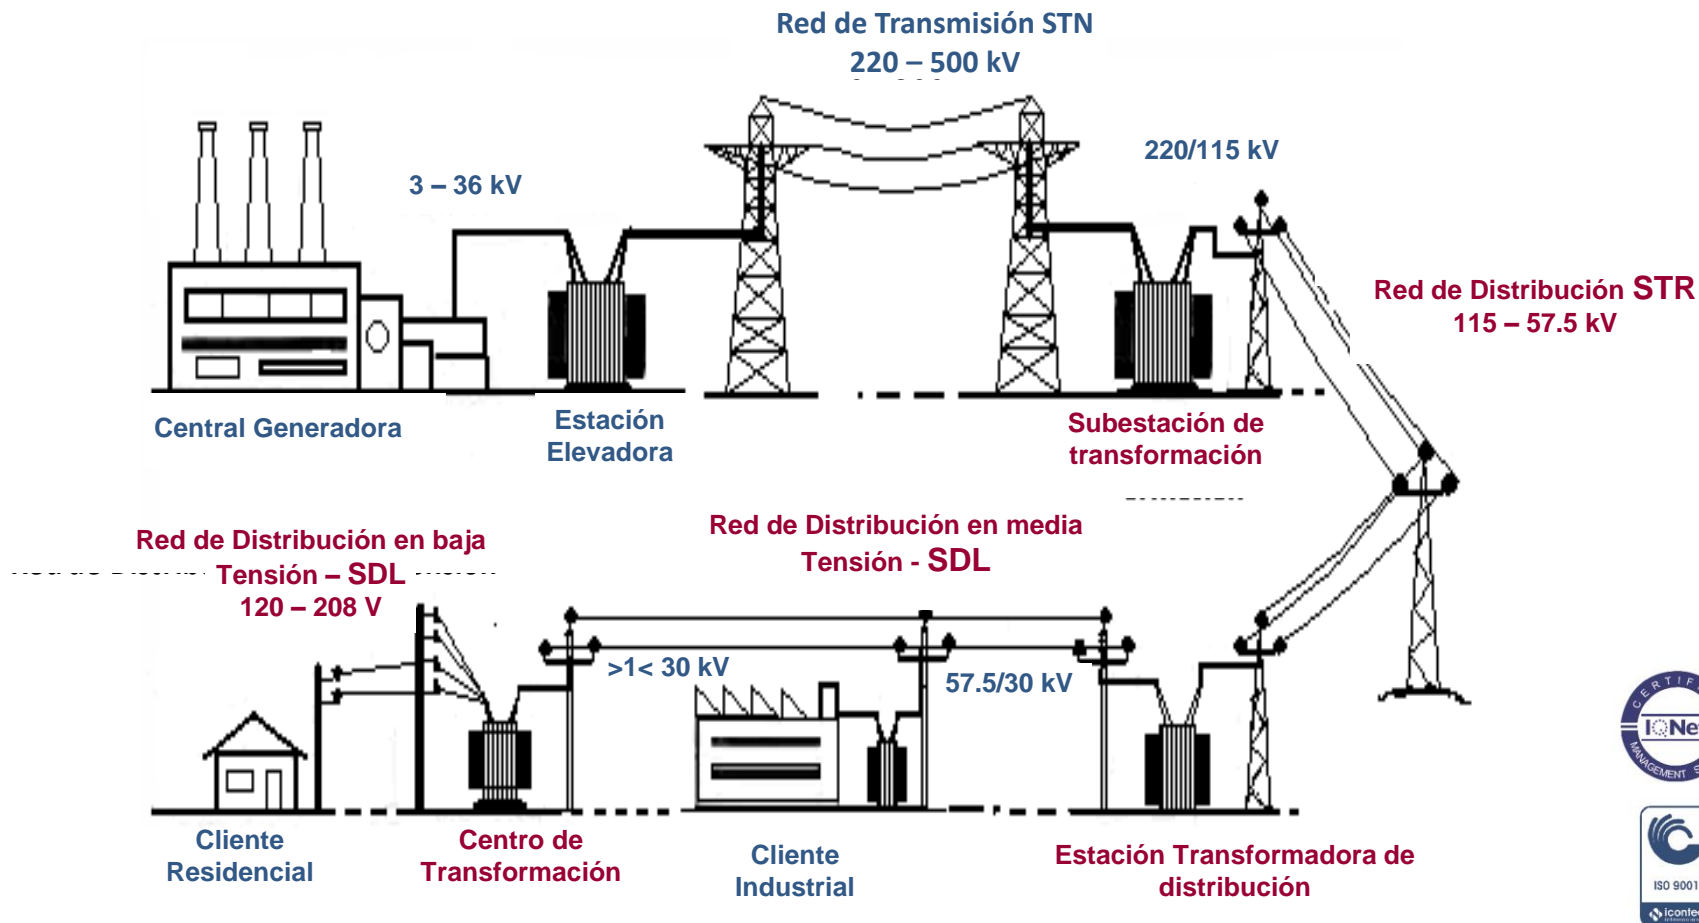 Red de Transmisión STN
220 – 500 kV
220/115 kV
3 – 36 kV
Red de Distribución STR
115 – 57.5 kV
Central Generadora
Estación
Elevadora
Subestación de
transformación
Red de Distribución en baja
Tensión – SDL
120 – 208 V
Red de Distribución en media
Tensión - SDL
>1< 30 kV
57.5/30 kV
Cliente
Residencial
Centro de
Transformación
Cliente
Industrial
Estación Transformadora de
distribución
IQNe
MANAGEMENT S
ISO 9001